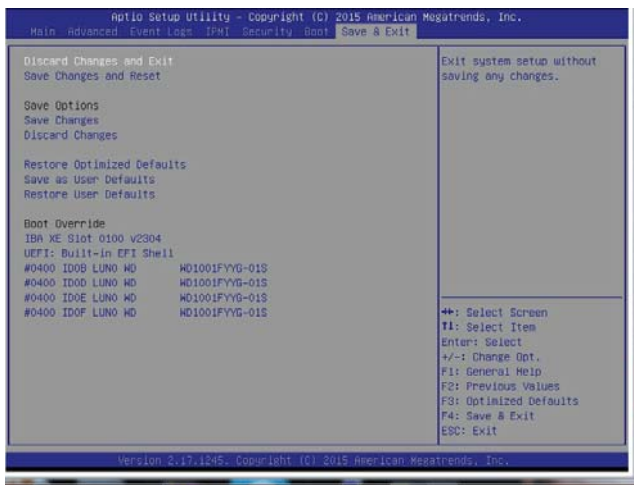 Aptio Setup Utility - Copyright (C) 2015 American Megatrends, Inc.
Main Advanced Event Logs IPMI Security Boot Save & Exit
Discard Changes and Exit
Save Changes and Reset
Save Options
Save Changes
Discard Changes
Restore Optimized Defaults
Save as User Defaults
Restore User Defaults
Boot Override
IBA XE Slot 0100 v2304
UEFI: Built-in EFI Shell
#0400 ID0B LUN0 WD WD1001FYYG-01S
#0400 ID0D LUN0 WD WD1001FYYG-01S
#0400 ID0E LUN0 WD WD1001FYYG-01S
#0400 ID0F LUN0 WD WD1001FYYG-01S
Exit system setup without
saving any changes.
↔: Select Screen
↑↓: Select Item
Enter: Select
+/-: Change Opt.
F1: General Help
F2: Previous Values
F3: Optimized Defaults
F4: Save & Exit
ESC: Exit
Version 2.17.1245. Copyright (C) 2015 American Megatrends, Inc.